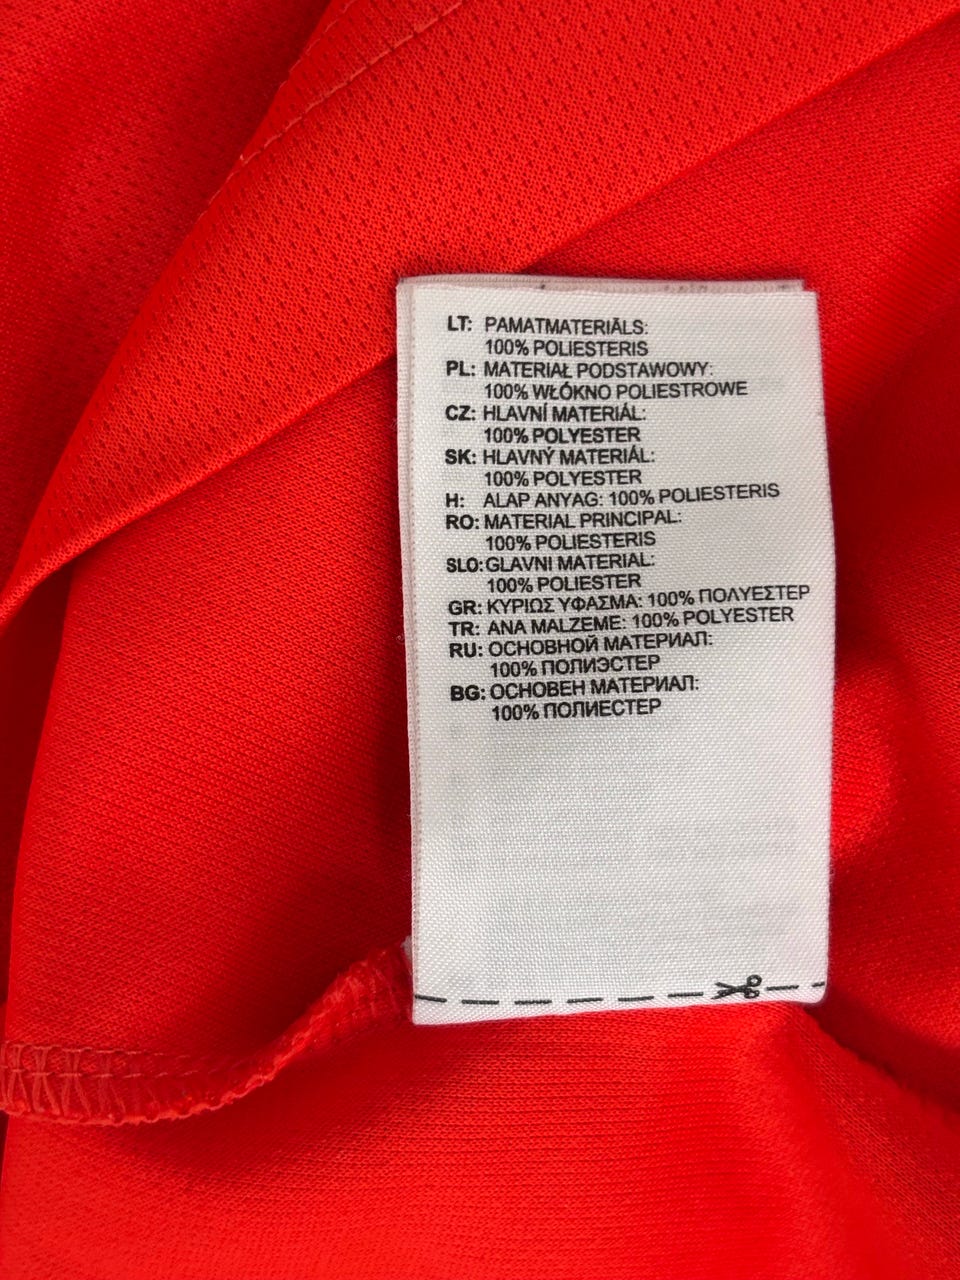 LT: PAMATMATERIĀLS:
100% POLIESTERIS
PL: MATERIAŁ PODSTAWOWY:
100% WŁÓKNO POLIESTROWE
CZ: HLAVNÍ MATERIÁL:
100% POLYESTER
SK: HLAVNÝ MATERIÁL:
100% POLYESTER
H: ALAP ANYAG: 100% POLIESTERIS
RO: MATERIAL PRINCIPAL:
100% POLIESTERIS
SLO: GLAVNI MATERIAL:
100% POLIESTER
GR: ΚΥΡΙΩΣ ΥΦΑΣΜΑ: 100% ΠΟΛΥΕΣΤΕΡ
TR: ANA MALZEME: 100% POLYESTER
RU: ОСНОВНОЙ МАТЕРИАЛ:
100% ПОЛИЭСТЕР
BG: ОСНОВЕН МАТЕРИАЛ:
100% ПОЛИЕСТЕР